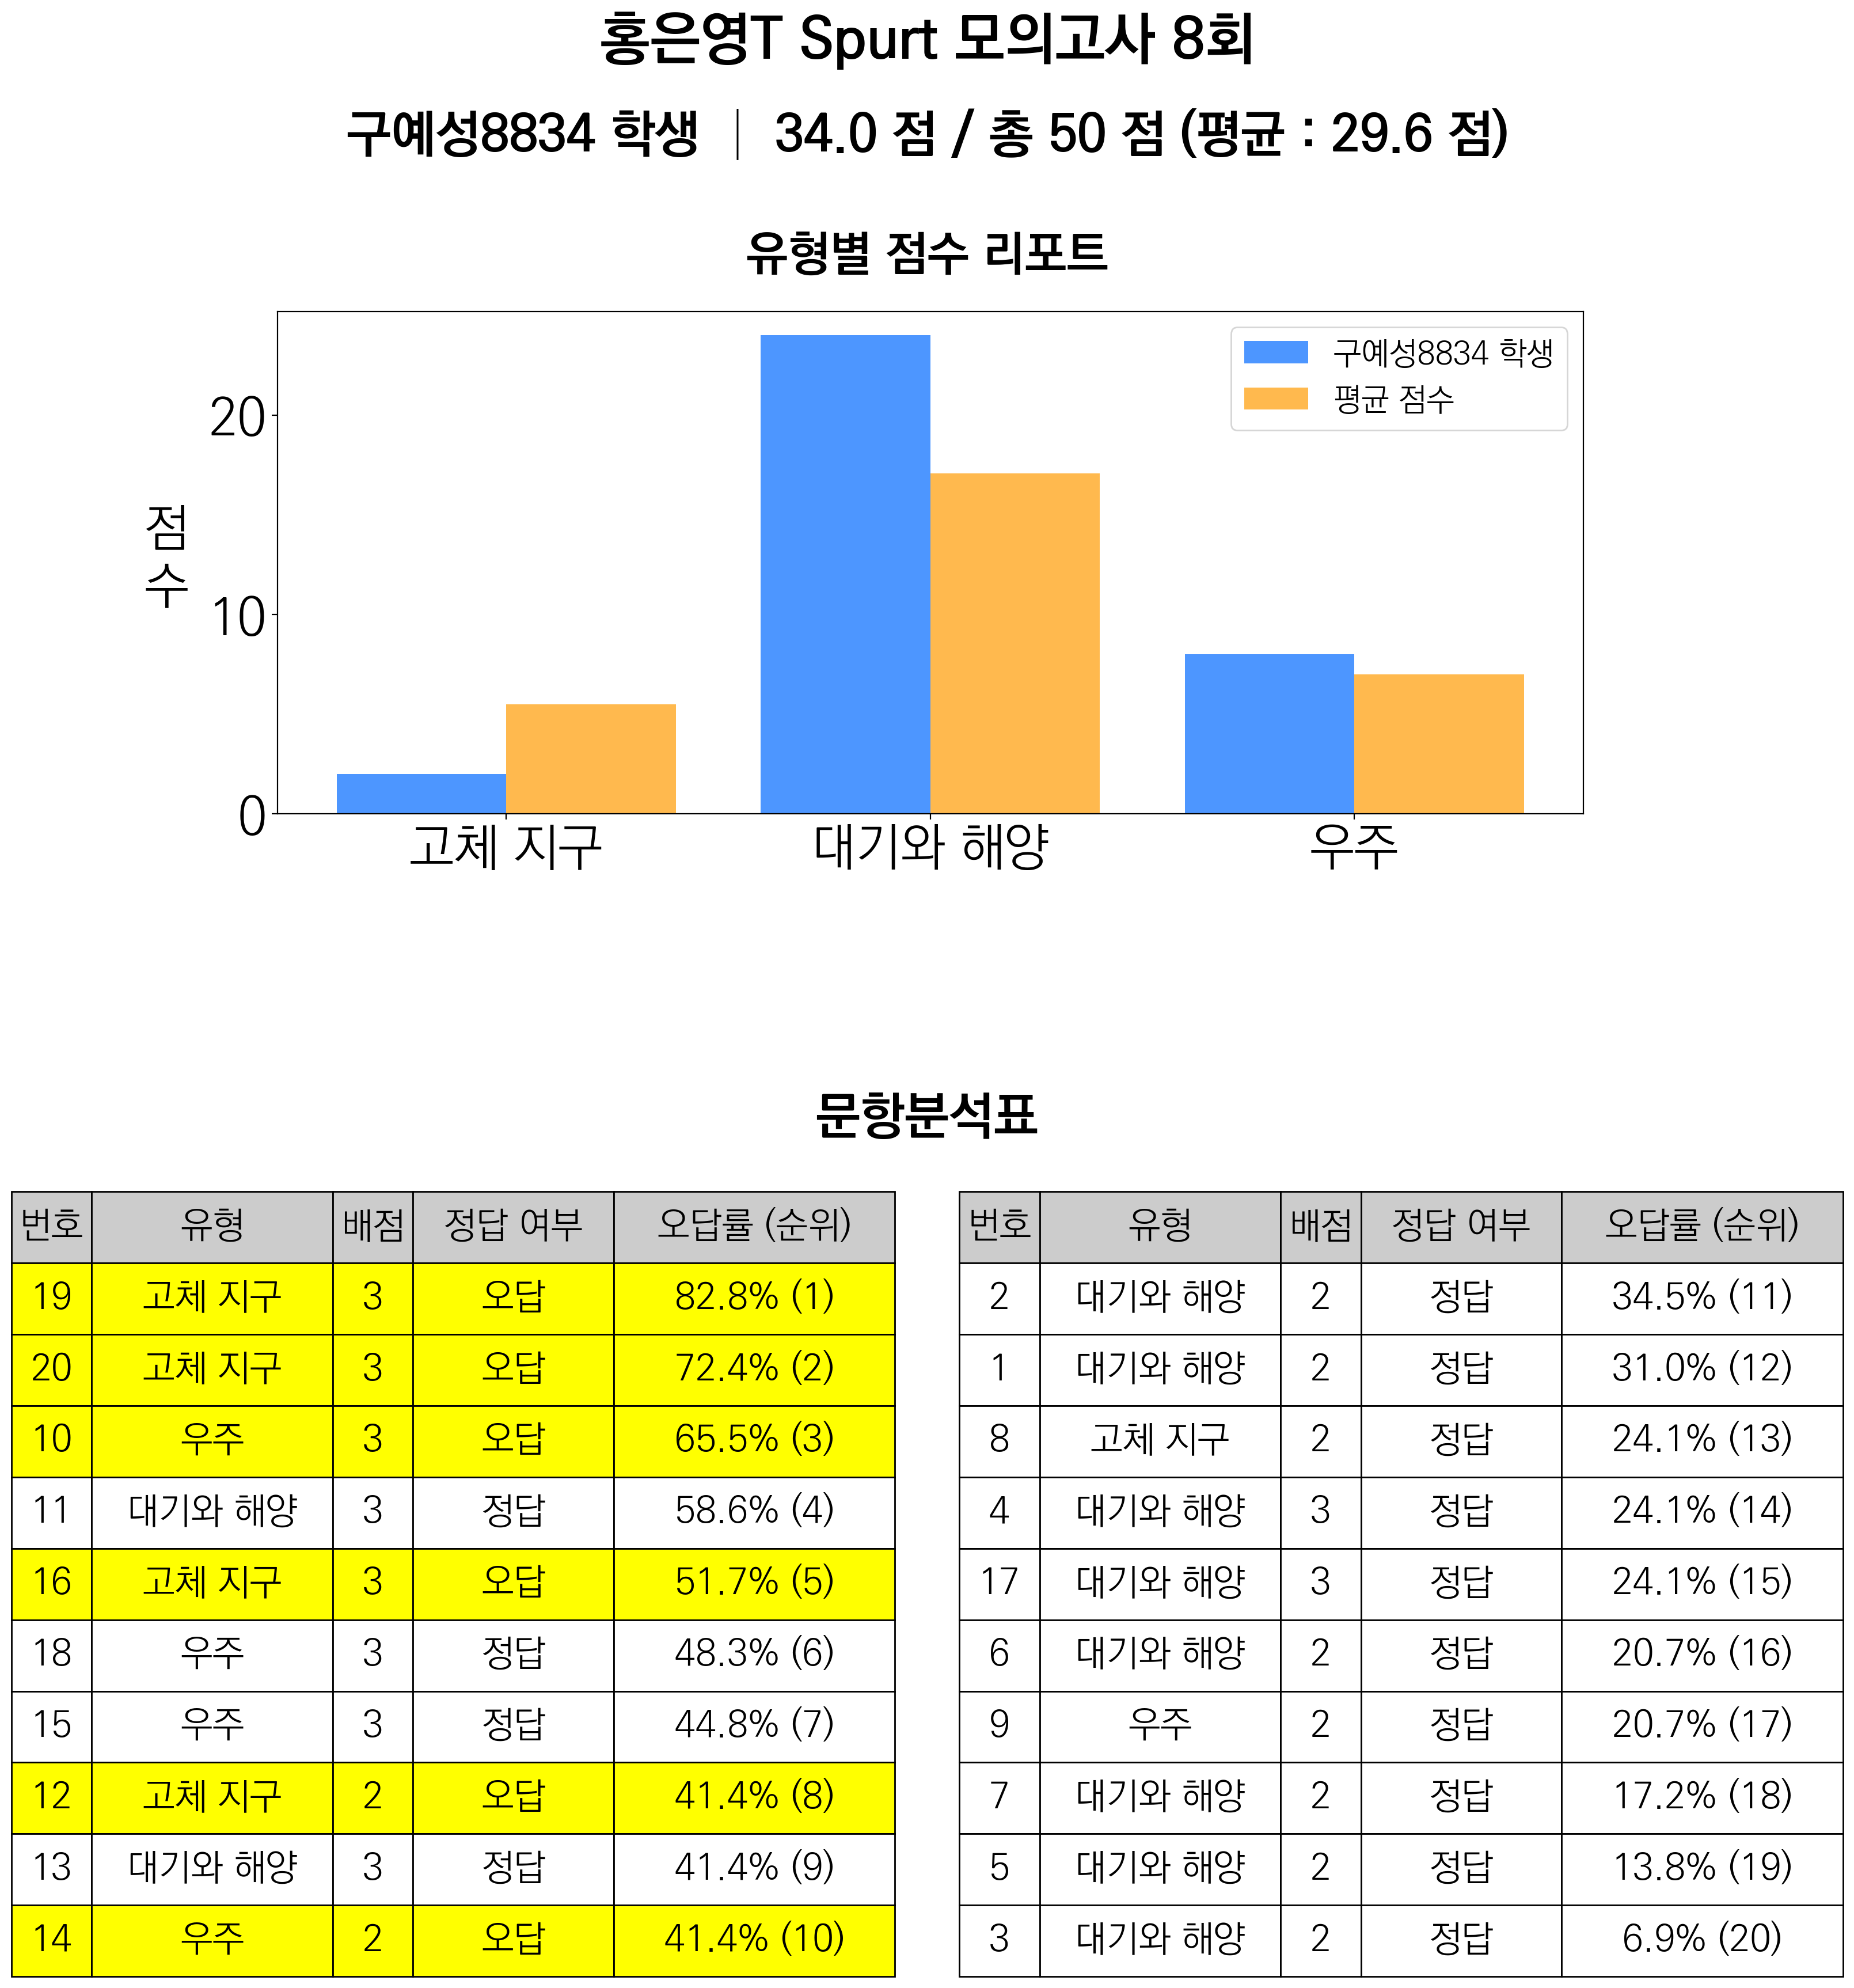 홍은영T Spurt 모의고사 8회
구예성8834 학생 | 34.0 점 / 총 50 점 (평균 : 29.6 점)
유형별 점수 리포트
구예성8834 학생
평균 점수
점
수
20
10
0
고체 지구 대기와 해양 우주
문항분석표
번호 유형 배점 정답 여부 오답률 (순위)
19 고체 지구 3 오답 82.8% (1)
20 고체 지구 3 오답 72.4% (2)
10 우주 3 오답 65.5% (3)
11 대기와 해양 3 정답 58.6% (4)
16 고체 지구 3 오답 51.7% (5)
18 우주 3 정답 48.3% (6)
15 우주 3 정답 44.8% (7)
12 고체 지구 2 오답 41.4% (8)
13 대기와 해양 3 정답 41.4% (9)
14 우주 2 오답 41.4% (10)
번호 유형 배점 정답 여부 오답률 (순위)
2 대기와 해양 2 정답 34.5% (11)
1 대기와 해양 2 정답 31.0% (12)
8 고체 지구 2 정답 24.1% (13)
4 대기와 해양 3 정답 24.1% (14)
17 대기와 해양 3 정답 24.1% (15)
6 대기와 해양 2 정답 20.7% (16)
9 우주 2 정답 20.7% (17)
7 대기와 해양 2 정답 17.2% (18)
5 대기와 해양 2 정답 13.8% (19)
3 대기와 해양 2 정답 6.9% (20)